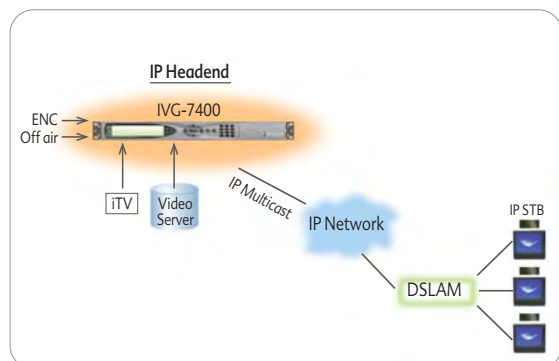 IP Headend
IVG-7400
ENC
Off air
iTV
Video
Server
IP Multicast
IP Network
IP STB
DSLAM